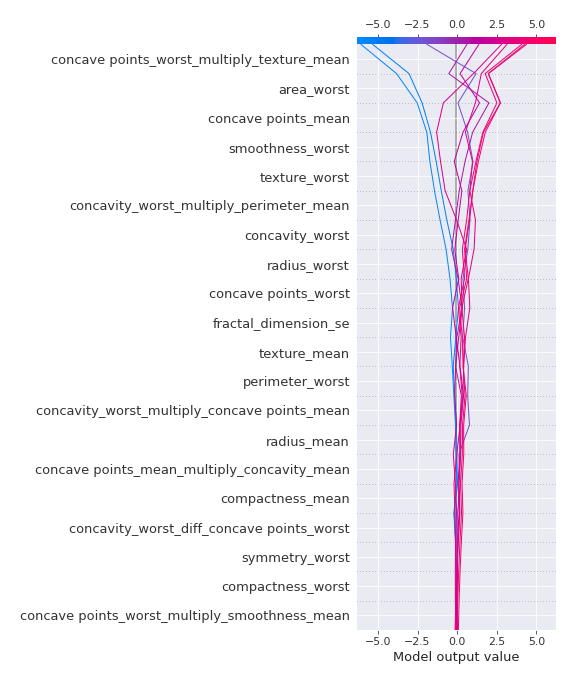 −5.0 −2.5 0.0 2.5 5.0
concave points_worst_multiply_texture_mean
area_worst
concave points_mean
smoothness_worst
texture_worst
concavity_worst_multiply_perimeter_mean
concavity_worst
radius_worst
concave points_worst
fractal_dimension_se
texture_mean
perimeter_worst
concavity_worst_multiply_concave points_mean
radius_mean
concave points_mean_multiply_concavity_mean
compactness_mean
concavity_worst_diff_concave points_worst
symmetry_worst
compactness_worst
concave points_worst_multiply_smoothness_mean
−5.0 −2.5 0.0 2.5 5.0
Model output value